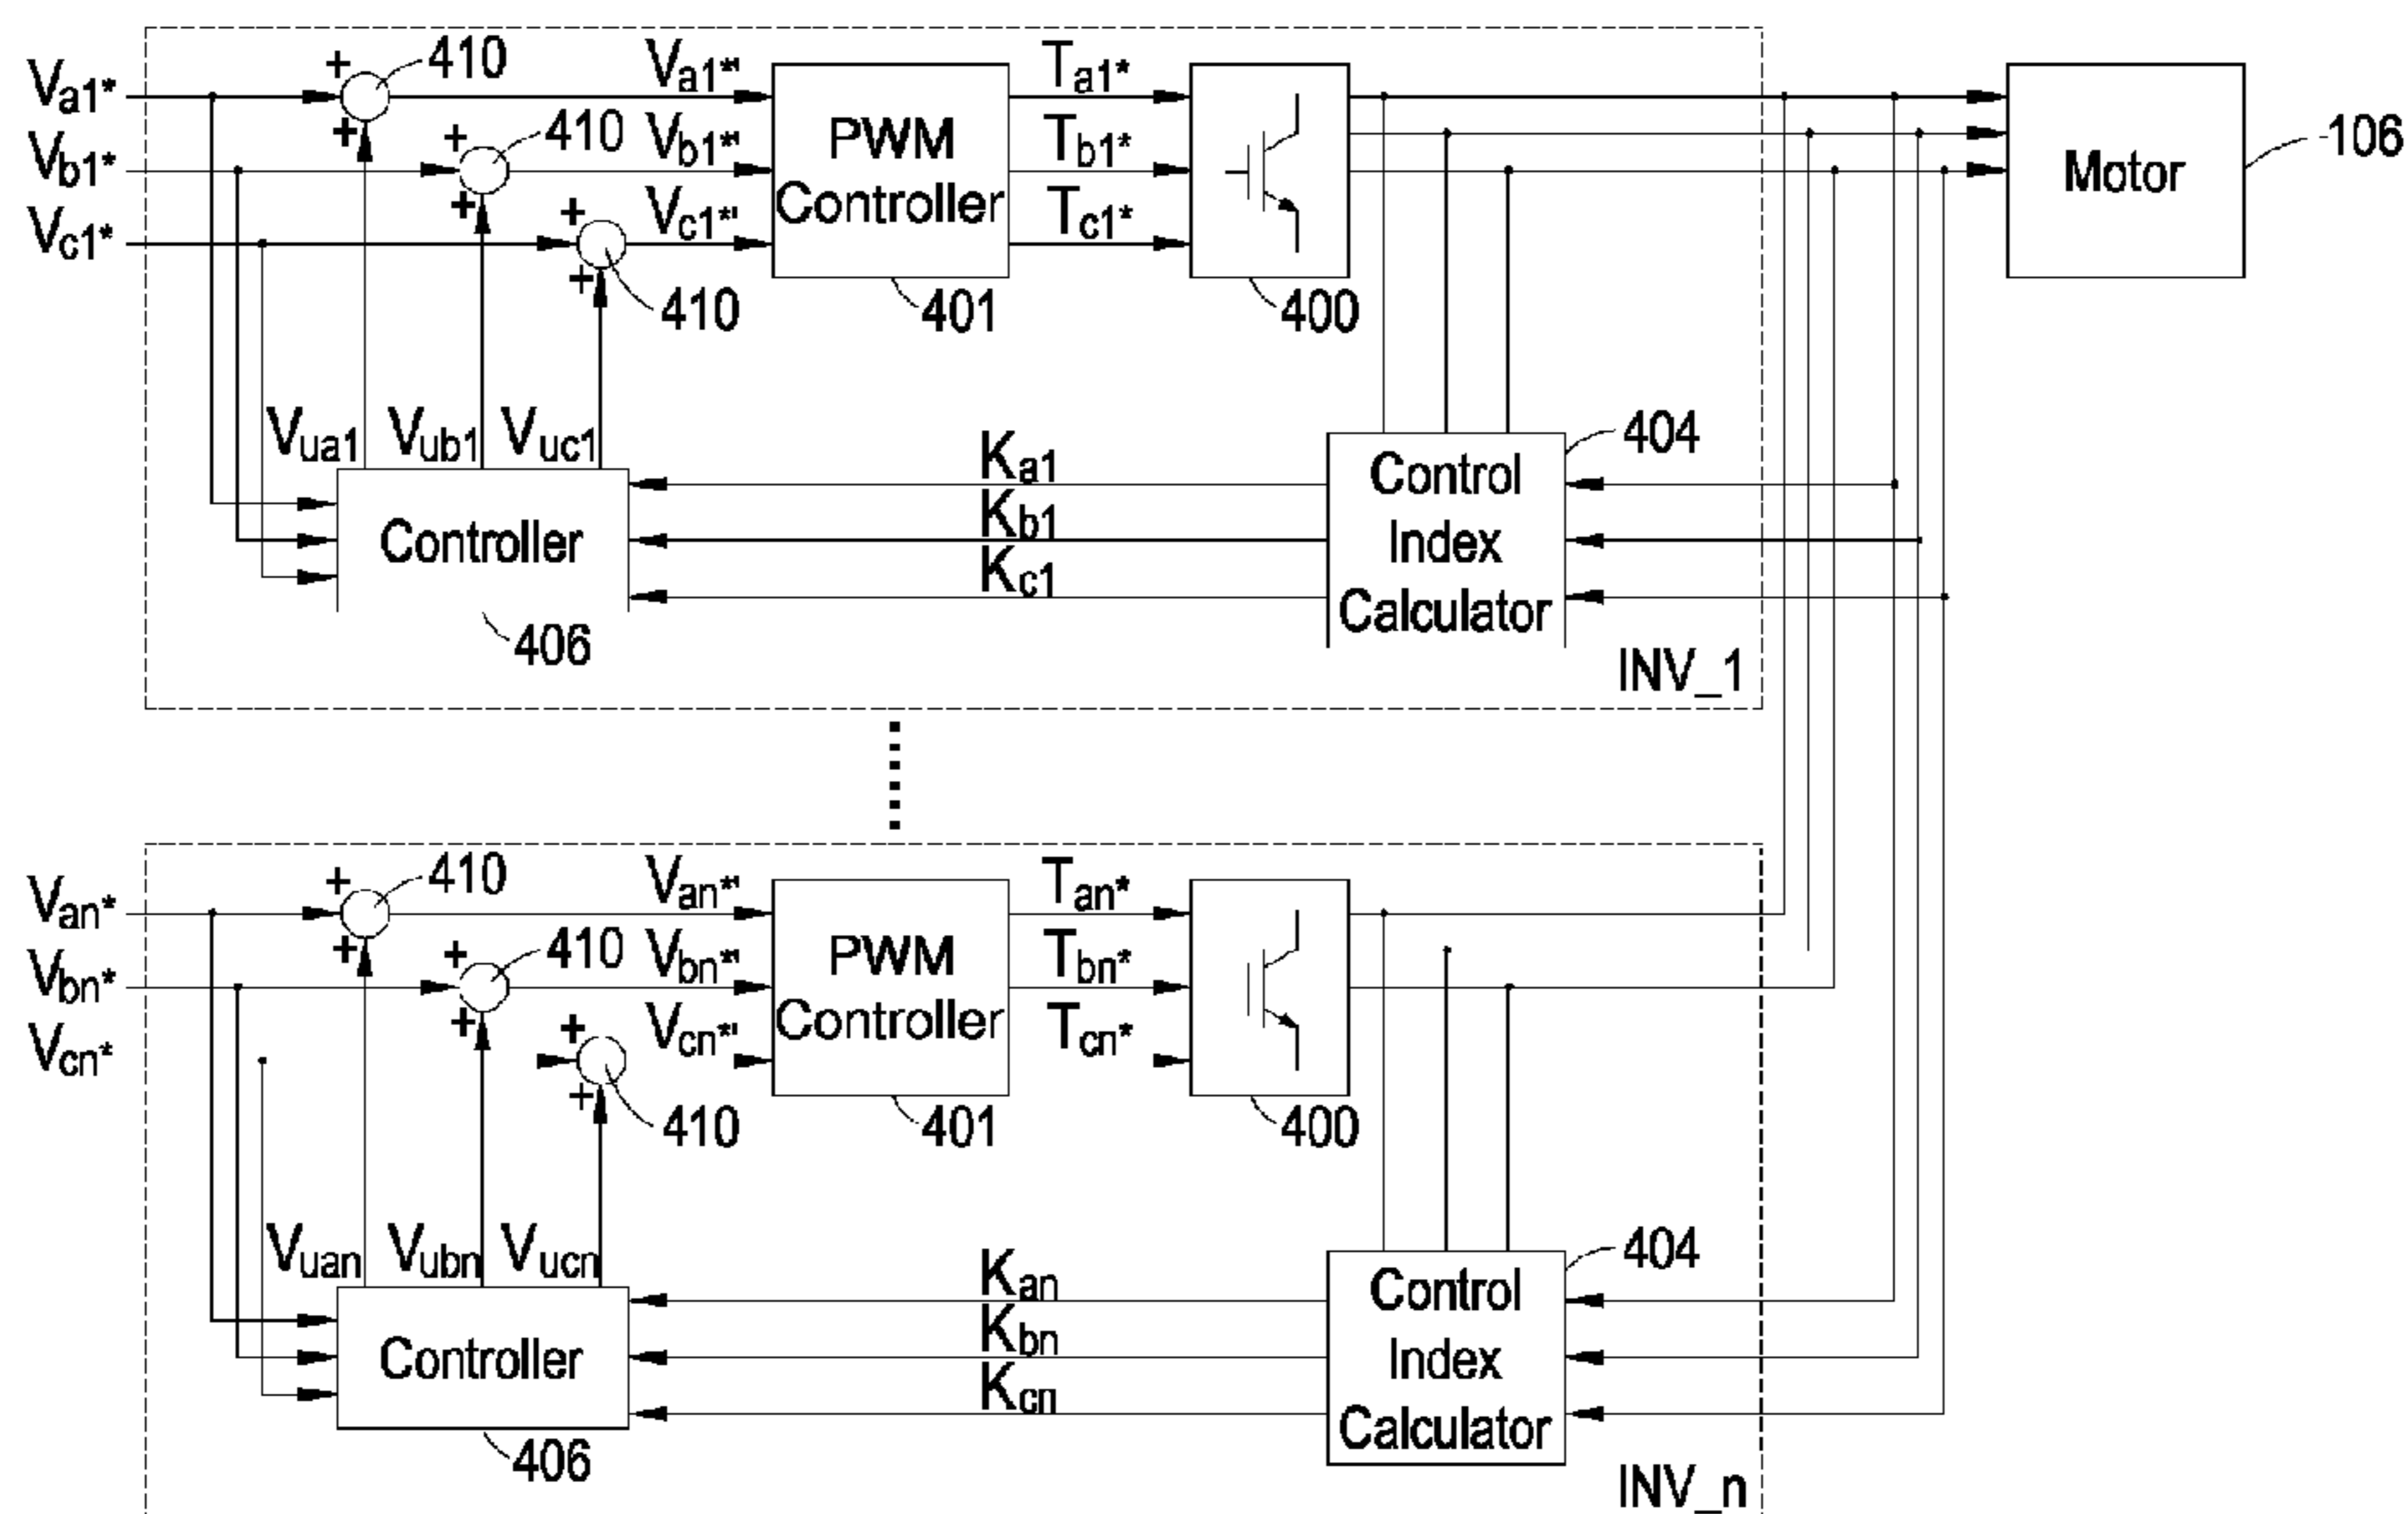 Va1*
Vb1*
Vc1*
+
+
410
+
+
410
+
+
410
Va1*'
Vb1*'
Vc1*'
PWM
Controller
401
Ta1*
Tb1*
Tc1*
400
Motor
106
Vua1
Vub1
Vuc1
Controller
406
Ka1
Kb1
Kc1
Control
Index
Calculator
404
INV_1
Van*
Vbn*
Vcn*
+
+
410
+
+
410
+
+
410
Van*'
Vbn*'
Vcn*'
PWM
Controller
401
Tan*
Tbn*
Tcn*
400
Vuan
Vubn
Vucn
Controller
406
Kan
Kbn
Kcn
Control
Index
Calculator
404
INV_n